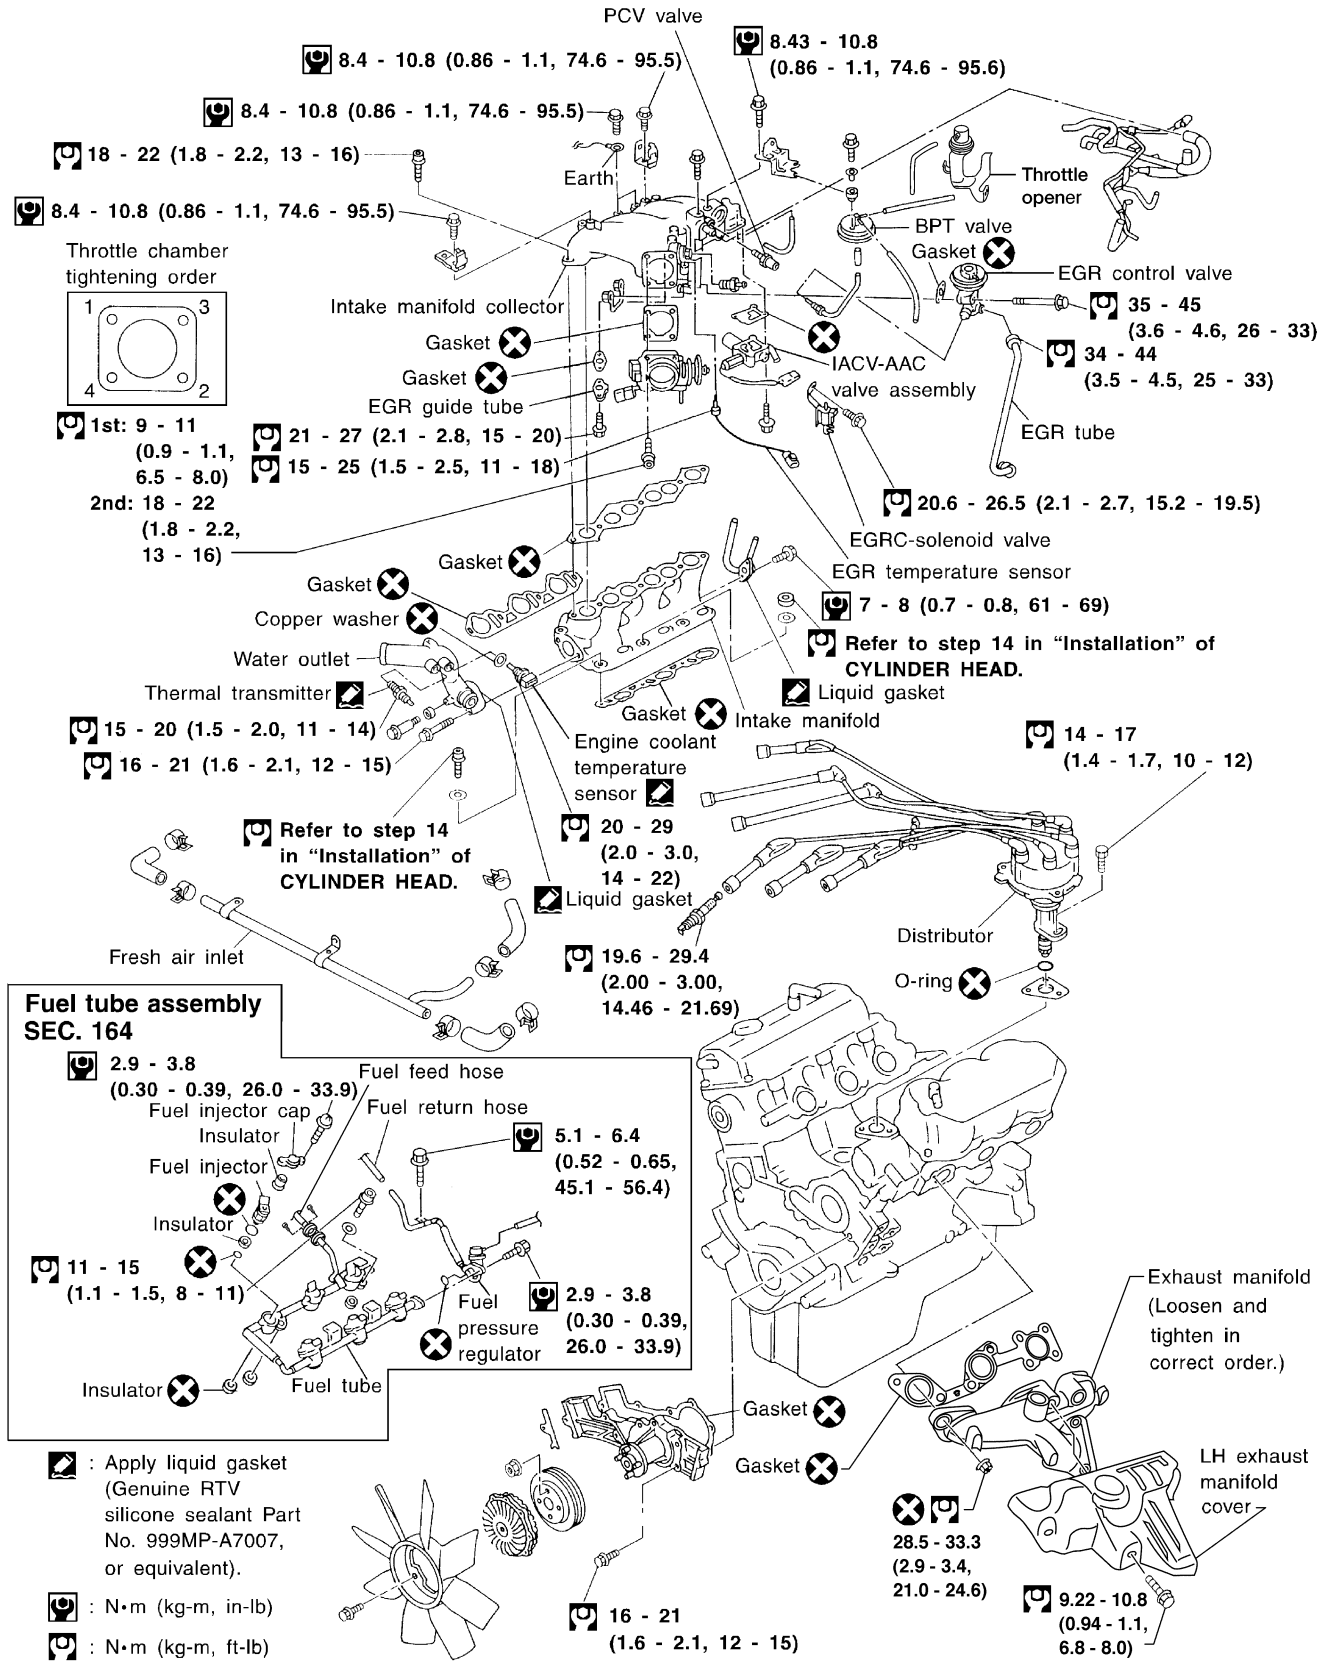 PCV valve
8.4 - 10.8 (0.86 - 1.1, 74.6 - 95.5)
8.43 - 10.8
(0.86 - 1.1, 74.6 - 95.6)
8.4 - 10.8 (0.86 - 1.1, 74.6 - 95.5)
18 - 22 (1.8 - 2.2, 13 - 16)
Earth
Throttle
opener
8.4 - 10.8 (0.86 - 1.1, 74.6 - 95.5)
BPT valve
Gasket
Throttle chamber
tightening order
1 3
4 2
EGR control valve
Intake manifold collector
35 - 45
(3.6 - 4.6, 26 - 33)
Gasket
34 - 44
(3.5 - 4.5, 25 - 33)
IACV-AAC
valve assembly
Gasket
EGR guide tube
EGR tube
1st: 9 - 11
(0.9 - 1.1,
6.5 - 8.0)
2nd: 18 - 22
(1.8 - 2.2,
13 - 16)
21 - 27 (2.1 - 2.8, 15 - 20)
15 - 25 (1.5 - 2.5, 11 - 18)
20.6 - 26.5 (2.1 - 2.7, 15.2 - 19.5)
EGRC-solenoid valve
Gasket
EGR temperature sensor
Gasket
7 - 8 (0.7 - 0.8, 61 - 69)
Copper washer
Refer to step 14 in “Installation” of
CYLINDER HEAD.
Water outlet
Thermal transmitter
Liquid gasket
Gasket
Intake manifold
15 - 20 (1.5 - 2.0, 11 - 14)
16 - 21 (1.6 - 2.1, 12 - 15)
Engine coolant
temperature
sensor
14 - 17
(1.4 - 1.7, 10 - 12)
Refer to step 14
in “Installation” of
CYLINDER HEAD.
20 - 29
(2.0 - 3.0,
14 - 22)
Liquid gasket
Distributor
Fresh air inlet
19.6 - 29.4
(2.00 - 3.00,
14.46 - 21.69)
O-ring
Fuel tube assembly
SEC. 164
2.9 - 3.8
(0.30 - 0.39, 26.0 - 33.9)
Fuel feed hose
Fuel injector cap
Fuel return hose
Insulator
5.1 - 6.4
(0.52 - 0.65,
45.1 - 56.4)
Fuel injector
Insulator
11 - 15
(1.1 - 1.5, 8 - 11)
Fuel
pressure
regulator
2.9 - 3.8
(0.30 - 0.39,
26.0 - 33.9)
Insulator
Fuel tube
Exhaust manifold
(Loosen and
tighten in
correct order.)
Gasket
Gasket
LH exhaust
manifold
cover
: Apply liquid gasket
(Genuine RTV
silicone sealant Part
No. 999MP-A7007,
or equivalent).
: N•m (kg-m, in-lb)
: N•m (kg-m, ft-lb)
28.5 - 33.3
(2.9 - 3.4,
21.0 - 24.6)
9.22 - 10.8
(0.94 - 1.1,
6.8 - 8.0)
16 - 21
(1.6 - 2.1, 12 - 15)